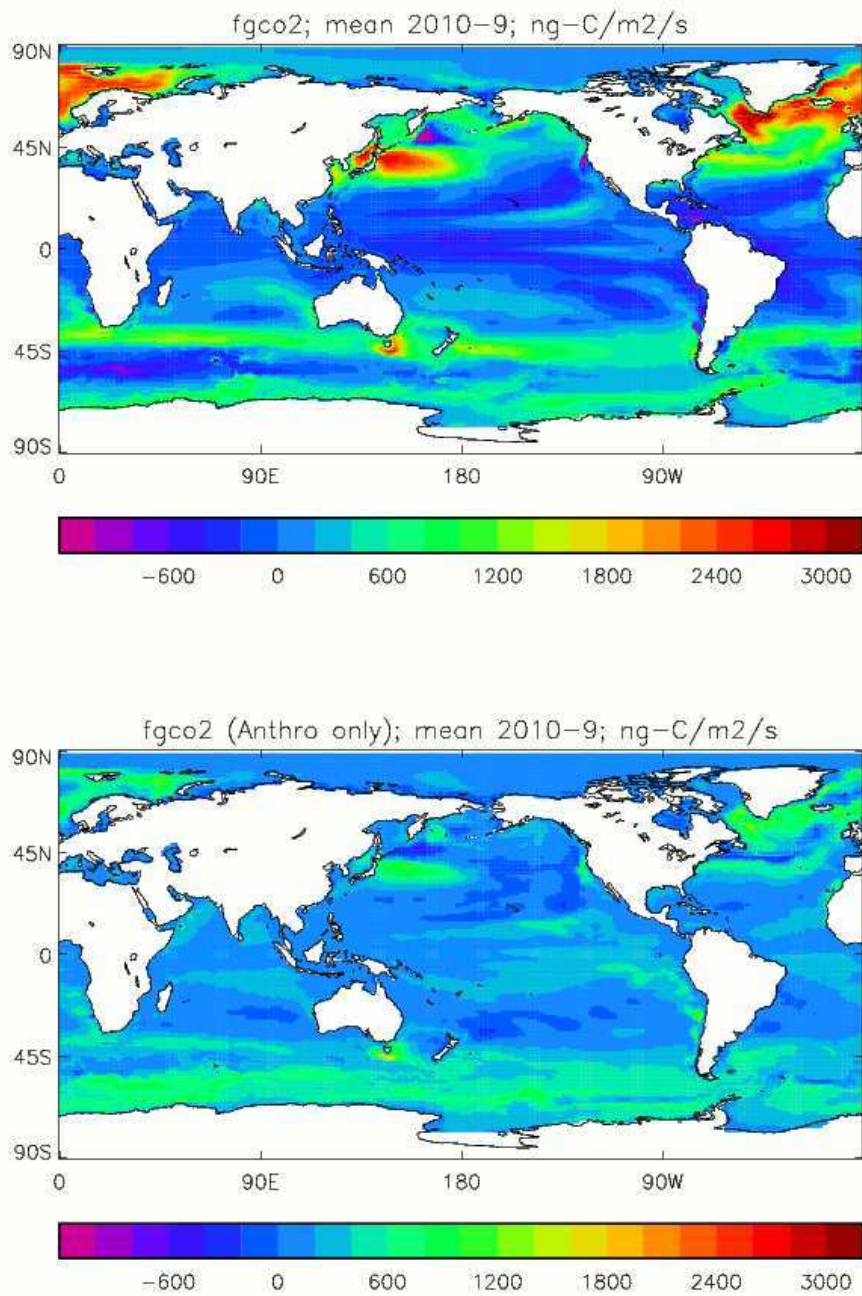 fgco2; mean 2010-9; ng-C/m2/s
90N
45N
0
45S
90S
0 90E 180 90W
-600 0 600 1200 1800 2400 3000
fgco2 (Anthro only); mean 2010-9; ng-C/m2/s
90N
45N
0
45S
90S
0 90E 180 90W
-600 0 600 1200 1800 2400 3000